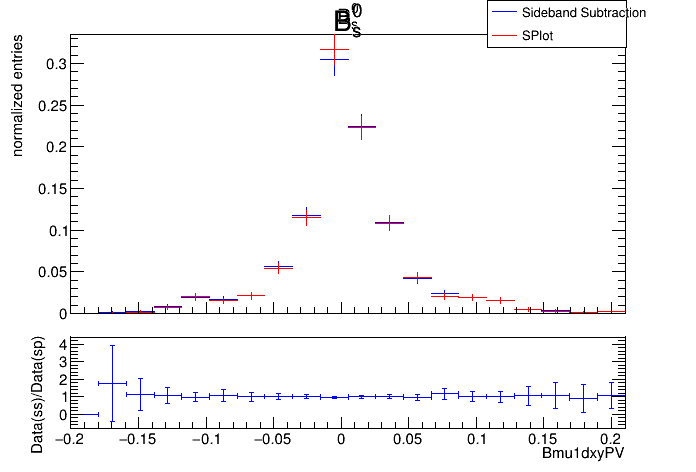 B⁰ₛ
Sideband Subtraction
SPlot
normalized entries
0.3
0.25
0.2
0.15
0.1
0.05
0
Data(ss)/Data(sp)
4
3
2
1
0
−0.2 −0.15 −0.1 −0.05 0 0.05 0.1 0.15 0.2
Bmu1dxyPV